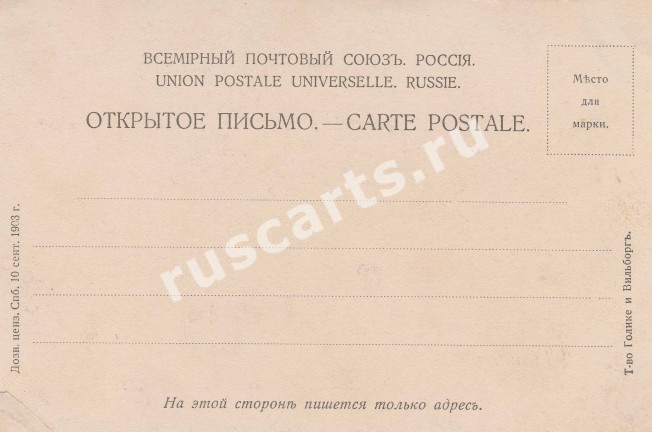 ВСЕМІРНЫЙ ПОЧТОВЫЙ СОЮЗЪ. РОССІЯ.
UNION POSTALE UNIVERSELLE. RUSSIE.
ОТКРЫТОЕ ПИСЬМО.—CARTE POSTALE.
Мѣсто
для
марки.
Дозв. ценз. Спб. 10 сент. 1903 г.
Т-во Голике и Вильборгъ.
ruscarts.ru
На этой сторонѣ пишется только адресъ.